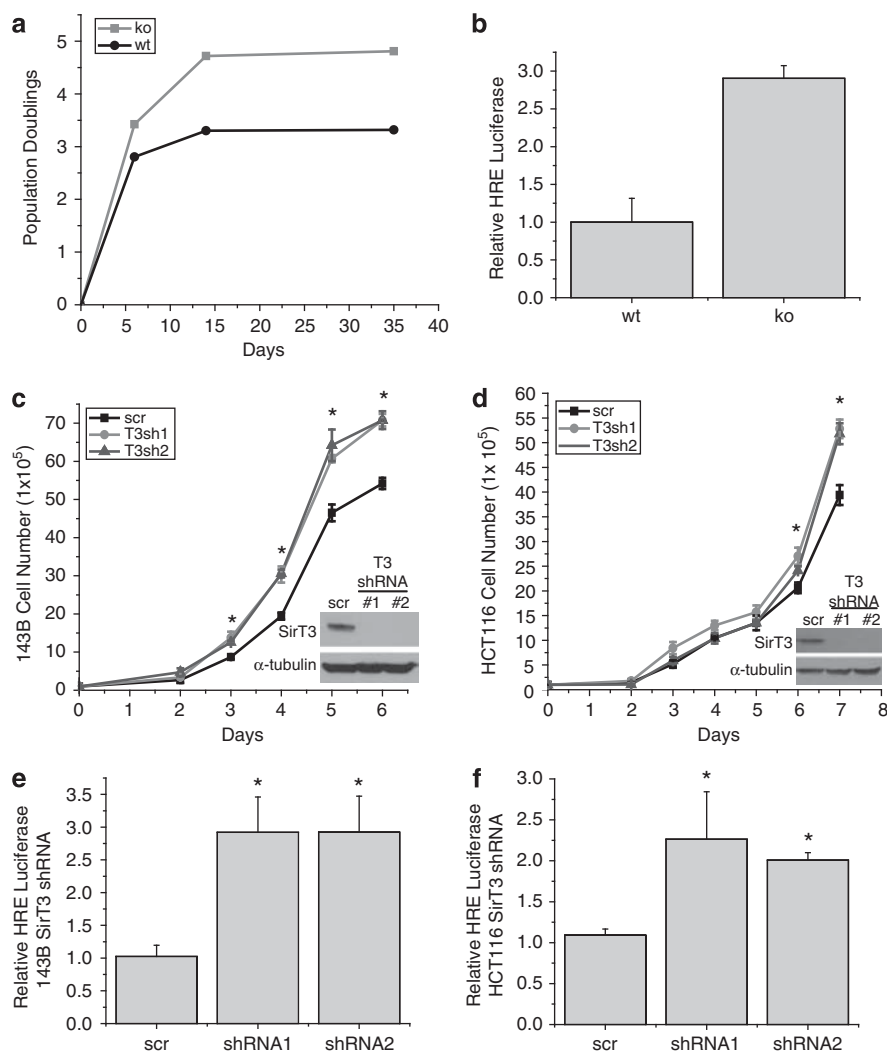 a
ko
wt
5
4
3
2
1
0
Population Doublings
0 5 10 15 20 25 30 35 40
Days
b
3.0
2.5
2.0
1.5
1.0
0.5
0.0
Relative HRE Luciferase
wt ko
c
scr
T3sh1
T3sh2
70
60
50
40
30
20
10
0
143B Cell Number (1x10⁵)
* * * *
T3
shRNA
scr #1 #2
SirT3
α-tubulin
0 2 3 4 5 6
Days
d
scr
T3sh1
T3sh2
60
55
50
45
40
35
30
25
20
15
10
5
0
HCT116 Cell Number (1x 10⁵)
* *
T3
shRNA
scr #1 #2
SirT3
α-tubulin
0 1 2 3 4 5 6 7 8
Days
e
3.5
3.0
2.5
2.0
1.5
1.0
0.5
0.0
Relative HRE Luciferase
143B SirT3 shRNA
* *
scr shRNA1 shRNA2
f
3.0
2.5
2.0
1.5
1.0
0.5
0.0
Relative HRE Luciferase
HCT116 SirT3 shRNA
* *
scr shRNA1 shRNA2